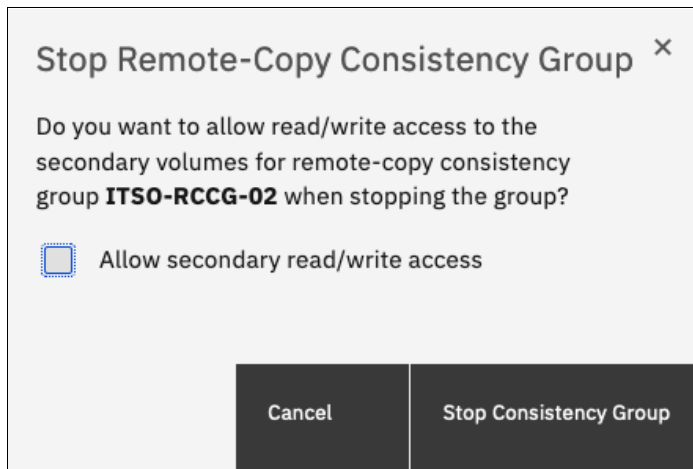 Stop Remote-Copy Consistency Group
Do you want to allow read/write access to the
secondary volumes for remote-copy consistency
group ITSO-RCCG-02 when stopping the group?
Allow secondary read/write access
Cancel
Stop Consistency Group